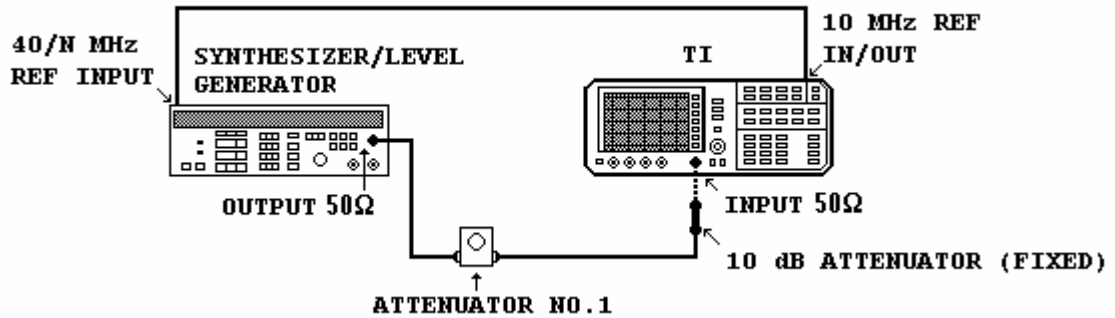 40/N MHz
REF INPUT
SYNTHESIZER/LEVEL
GENERATOR
TI
10 MHz REF
IN/OUT
OUTPUT 50Ω
INPUT 50Ω
10 dB ATTENUATOR (FIXED)
ATTENUATOR NO.1